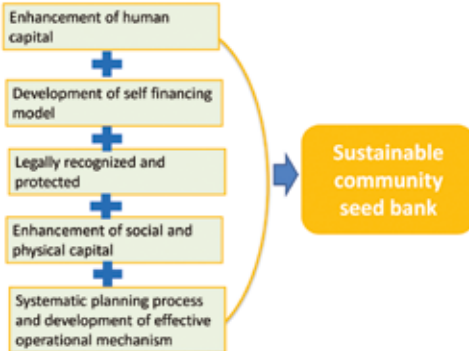 Enhancement of human
capital
Development of self financing
model
Legally recognized and
protected
Enhancement of social and
physical capital
Systematic planning process
and development of effective
operational mechanism
Sustainable
community
seed bank